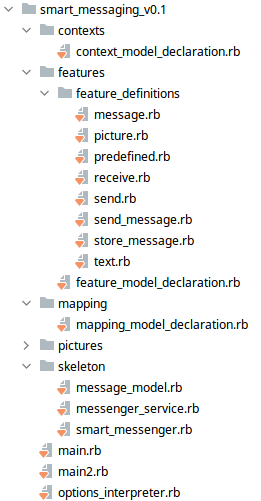 smart_messaging_v0.1
contexts
context_model_declaration.rb
features
feature_definitions
message.rb
picture.rb
predefined.rb
receive.rb
send.rb
send_message.rb
store_message.rb
text.rb
feature_model_declaration.rb
mapping
mapping_model_declaration.rb
pictures
skeleton
message_model.rb
messenger_service.rb
smart_messenger.rb
main.rb
main2.rb
options_interpreter.rb